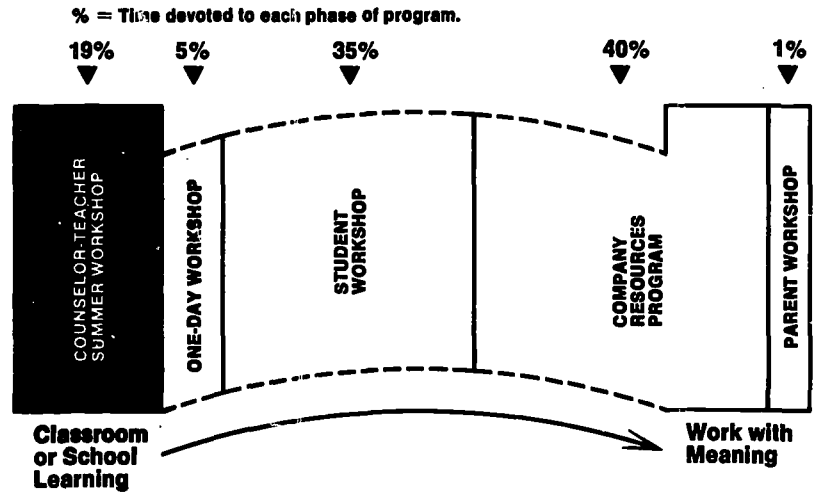 % = Time devoted to each phase of program.
19% 5% 35% 40% 1%
COUNSELOR-TEACHER
SUMMER WORKSHOP
ONE-DAY WORKSHOP
STUDENT
WORKSHOP
COMPANY
RESOURCES
PROGRAM
PARENT WORKSHOP
Classroom
or School
Learning
Work with
Meaning